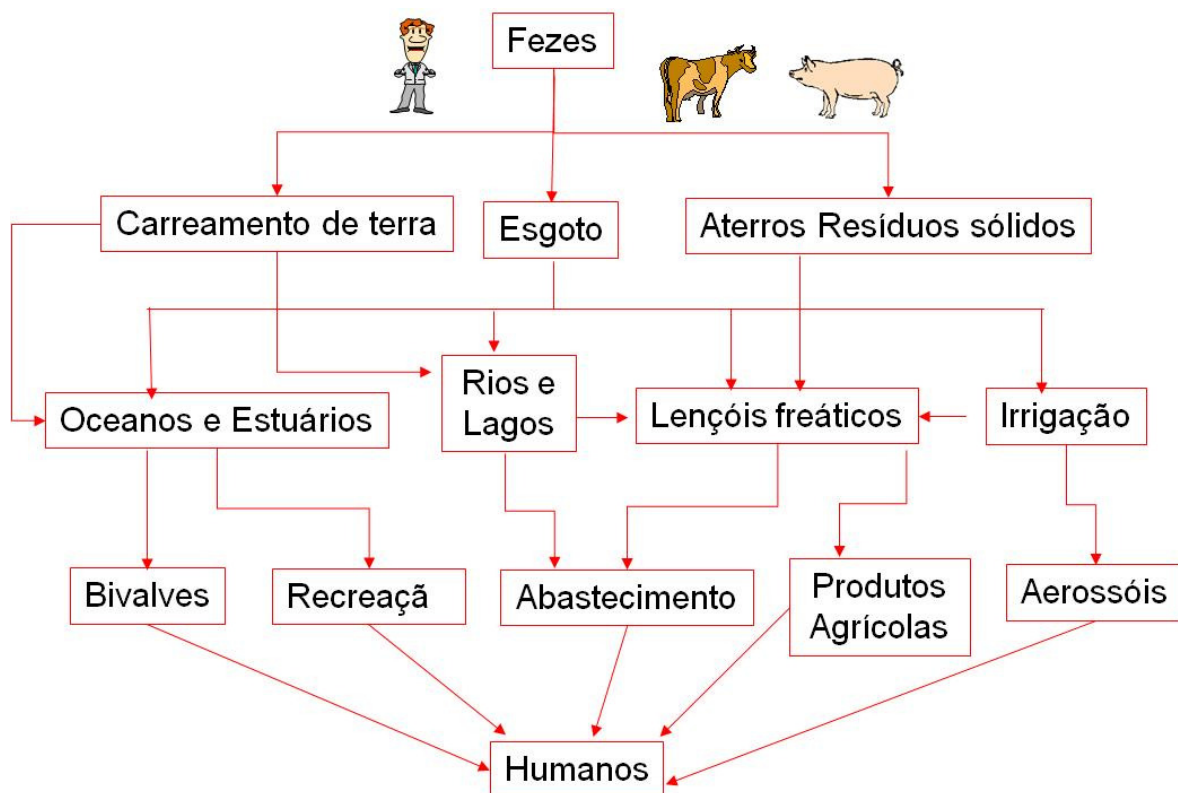 Fezes
Carreamento de terra
Esgoto
Aterros Resíduos sólidos
Oceanos e Estuários
Rios e
Lagos
Lençóis freáticos
Irrigação
Bivalves
Recreaçã
Abastecimento
Produtos
Agrícolas
Aerossóis
Humanos